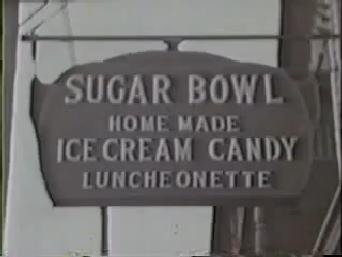 SUGAR BOWL
HOME MADE
ICE CREAM CANDY
LUNCHEONETTE